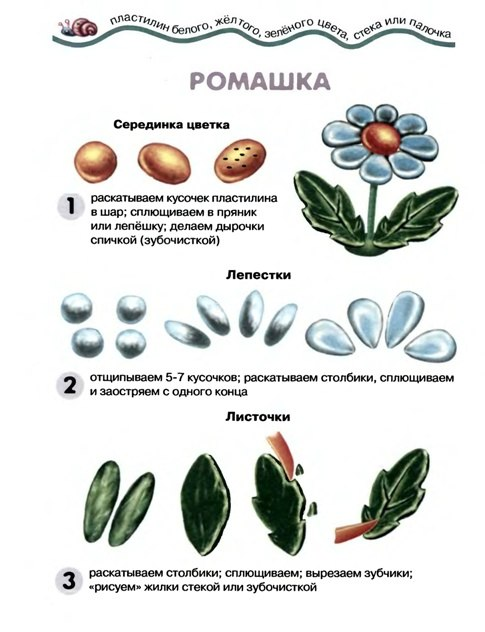 пластилин белого, жёлтого, зелёного цвета, стека или палочка
РОМАШКА
Серединка цветка
1
раскатываем кусочек пластилина
в шар; сплющиваем в пряник
или лепёшку; делаем дырочки
спичкой (зубочисткой)
Лепестки
2
отщипываем 5-7 кусочков; раскатываем столбики, сплющиваем
и заостряем с одного конца
Листочки
3
раскатываем столбики; сплющиваем; вырезаем зубчики;
«рисуем» жилки стекой или зубочисткой